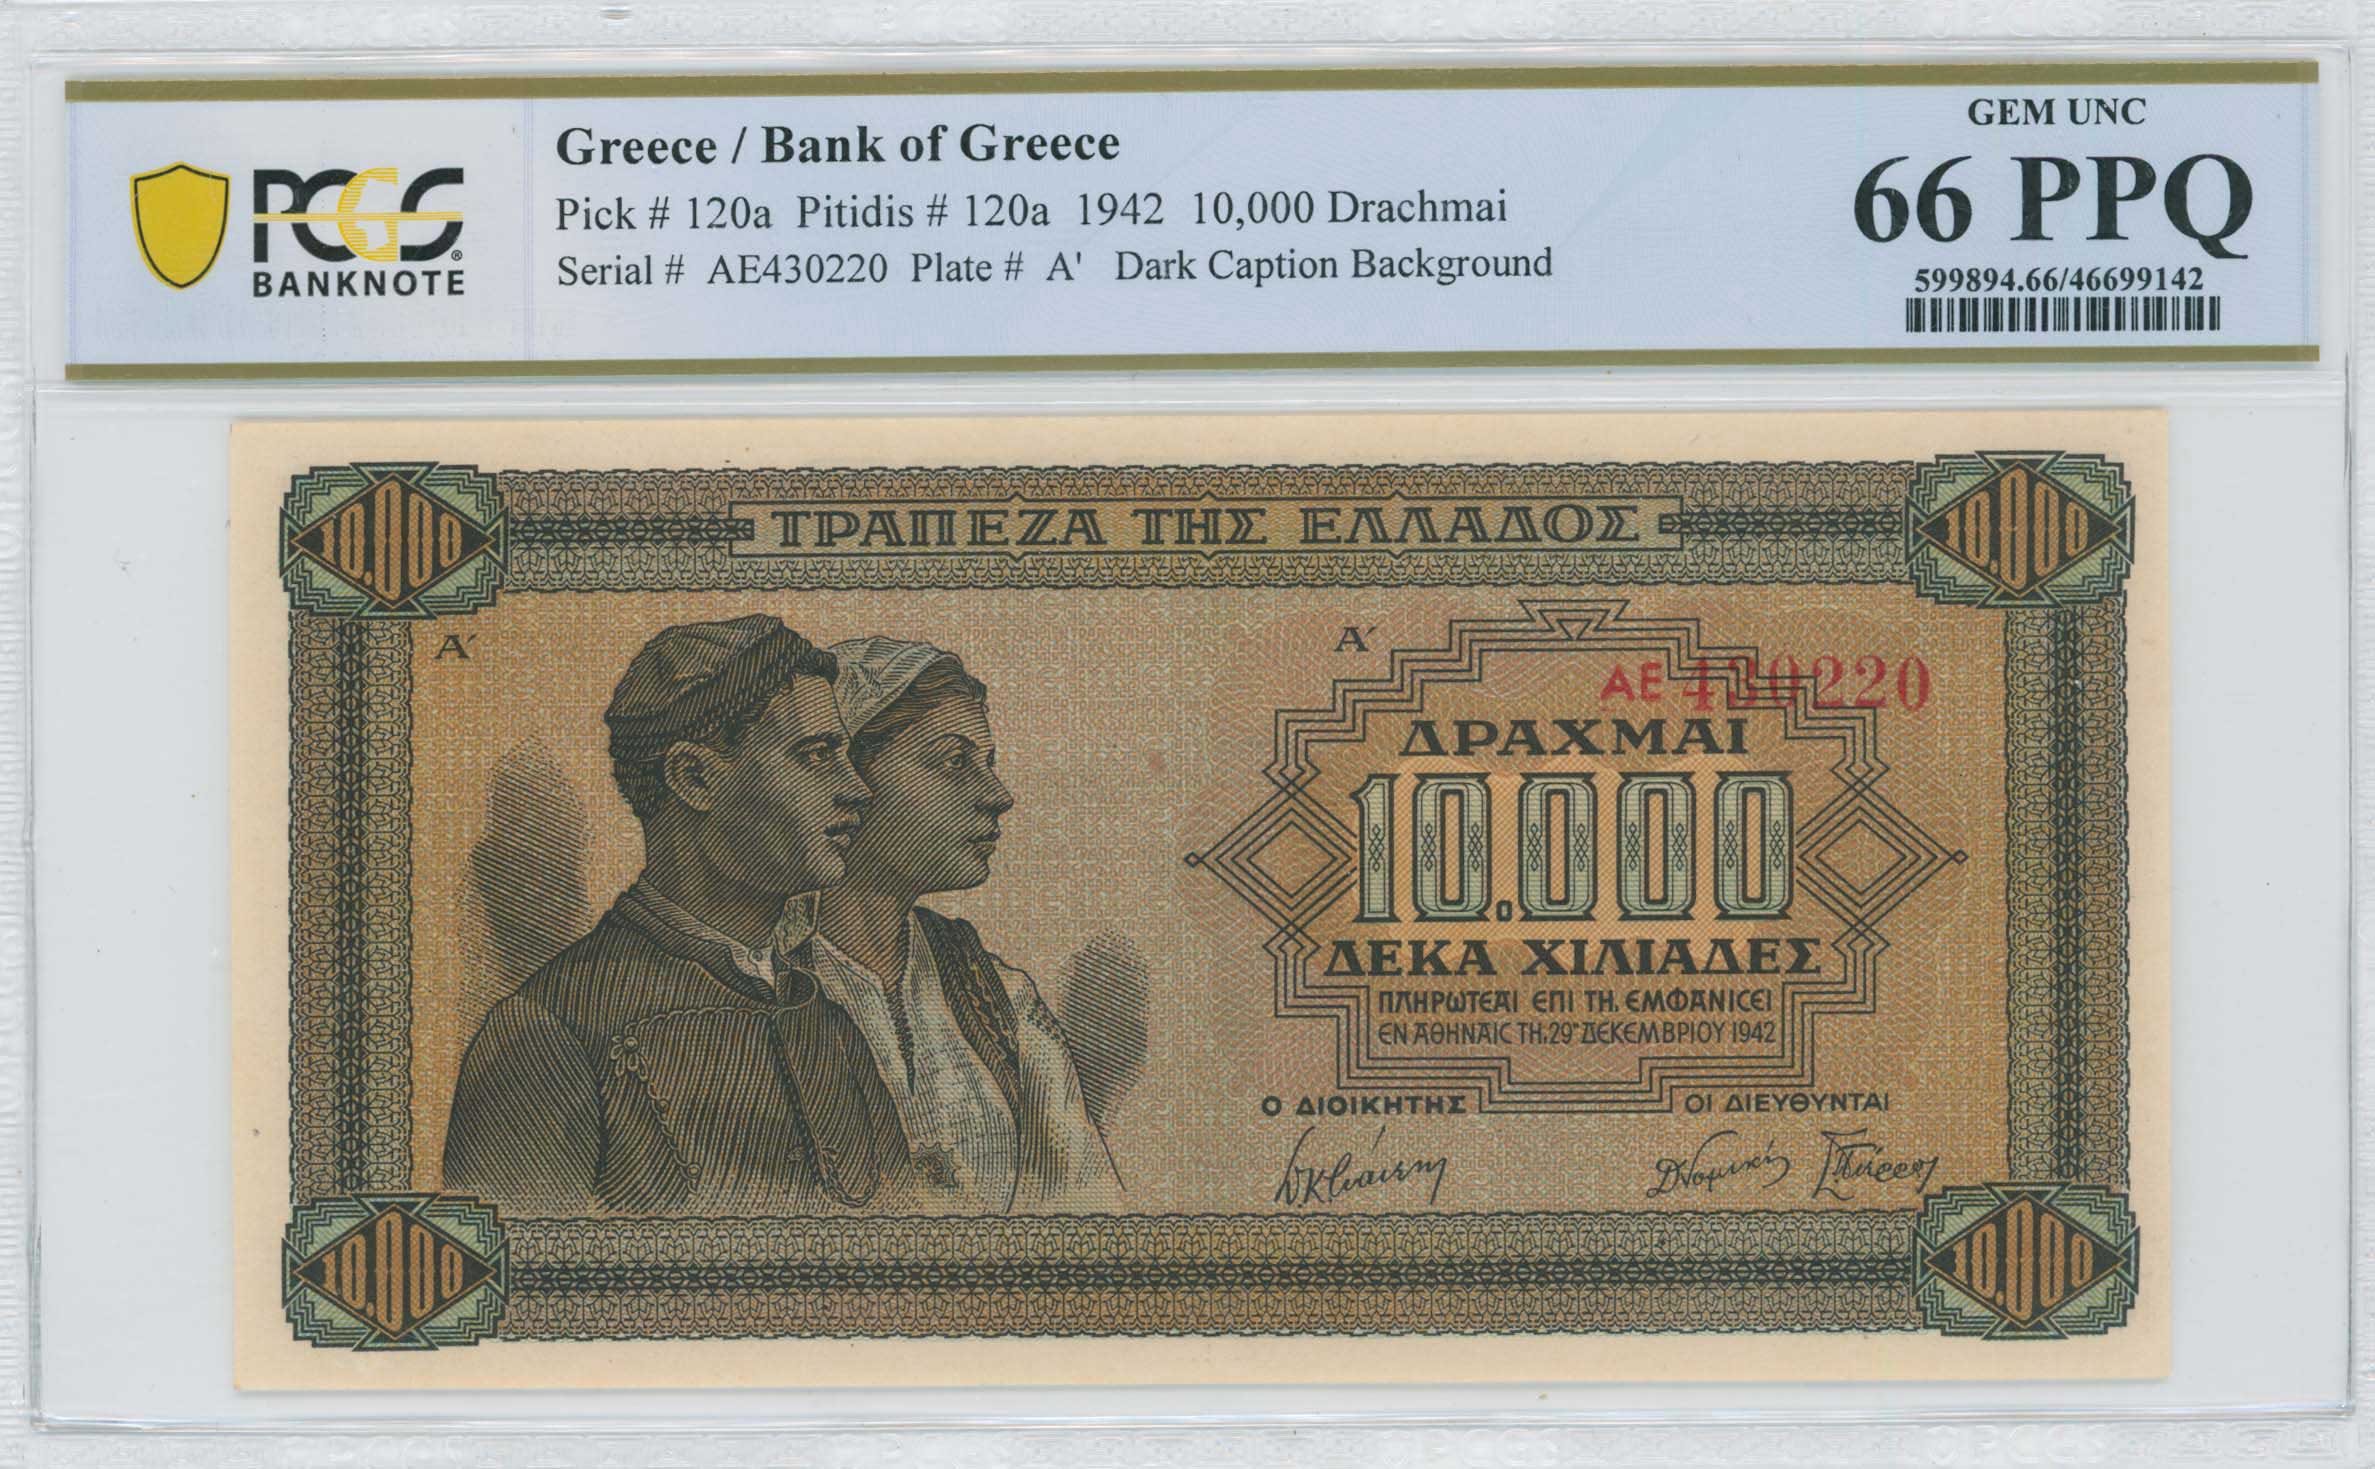 PCGS
BANKNOTE
Greece / Bank of Greece
Pick # 120a Pitidis # 120a 1942 10,000 Drachmai
Serial # AE430220 Plate # A' Dark Caption Background
GEM UNC
66 PPQ
599894.66/46699142
10.000
ΤΡΑΠΕΖΑ ΤΗΣ ΕΛΛΑΔΟΣ
10.000
Α΄
Α΄
ΑΕ 430220
ΔΡΑΧΜΑΙ
10.000
ΔΕΚΑ ΧΙΛΙΑΔΕΣ
ΠΛΗΡΩΤΕΑΙ ΕΠΙ ΤΗ. ΕΜΦΑΝΙCΕΙ
ΕΝ ΑΘΗΝΑΙC ΤΗ. 29ῃ ΔΕΚΕΜΒΡΙΟΥ 1942
Ο ΔΙΟΙΚΗΤΗΣ
ΟΙ ΔΙΕΥΘΥΝΤΑΙ
10.000
10.000